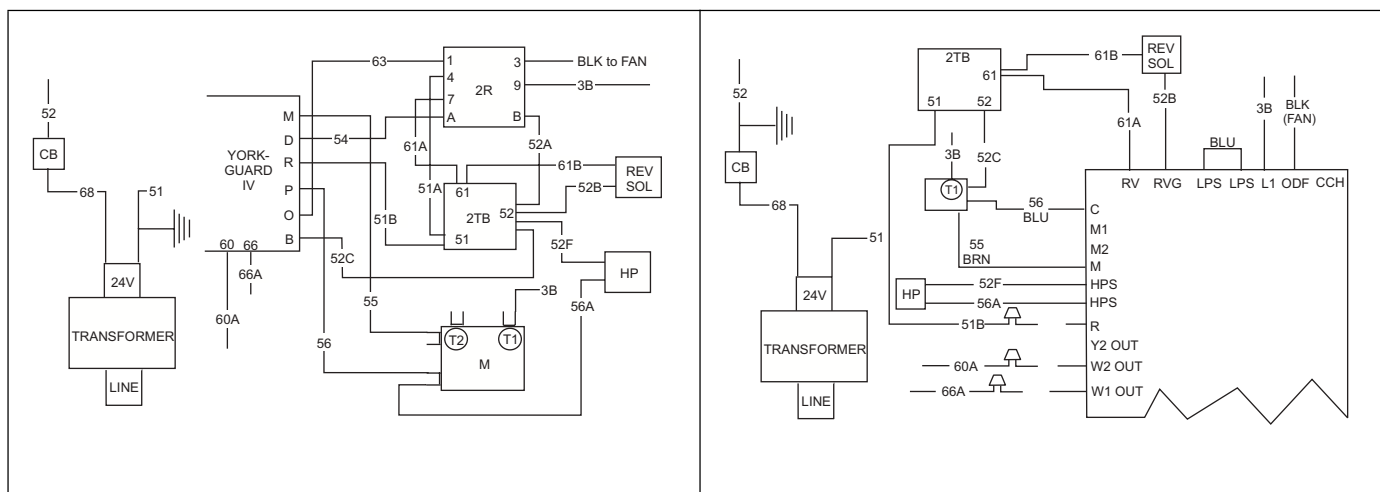 63
1
3
BLK to FAN
4
2R
9
3B
52
7
M
A
B
D
54
YORK-
GUARD
IV
R
61A
52A
61B
REV
SOL
CB
P
51A
61
52B
68
51
O
51B
2TB
52
B
51
52F
60
66
52C
HP
66A
24V
3B
55
56A
60A
T2
T1
TRANSFORMER
56
M
LINE
2TB
61B
REV
SOL
61
52
51
52
52B
3B
BLK
(FAN)
61A
3B
52C
BLU
CB
RV
RVG
LPS
LPS
L1
ODF
CCH
T1
68
56
BLU
C
M1
51
55
BRN
M2
M
24V
52F
HPS
HP
56A
HPS
51B
R
TRANSFORMER
Y2 OUT
60A
W2 OUT
LINE
66A
W1 OUT